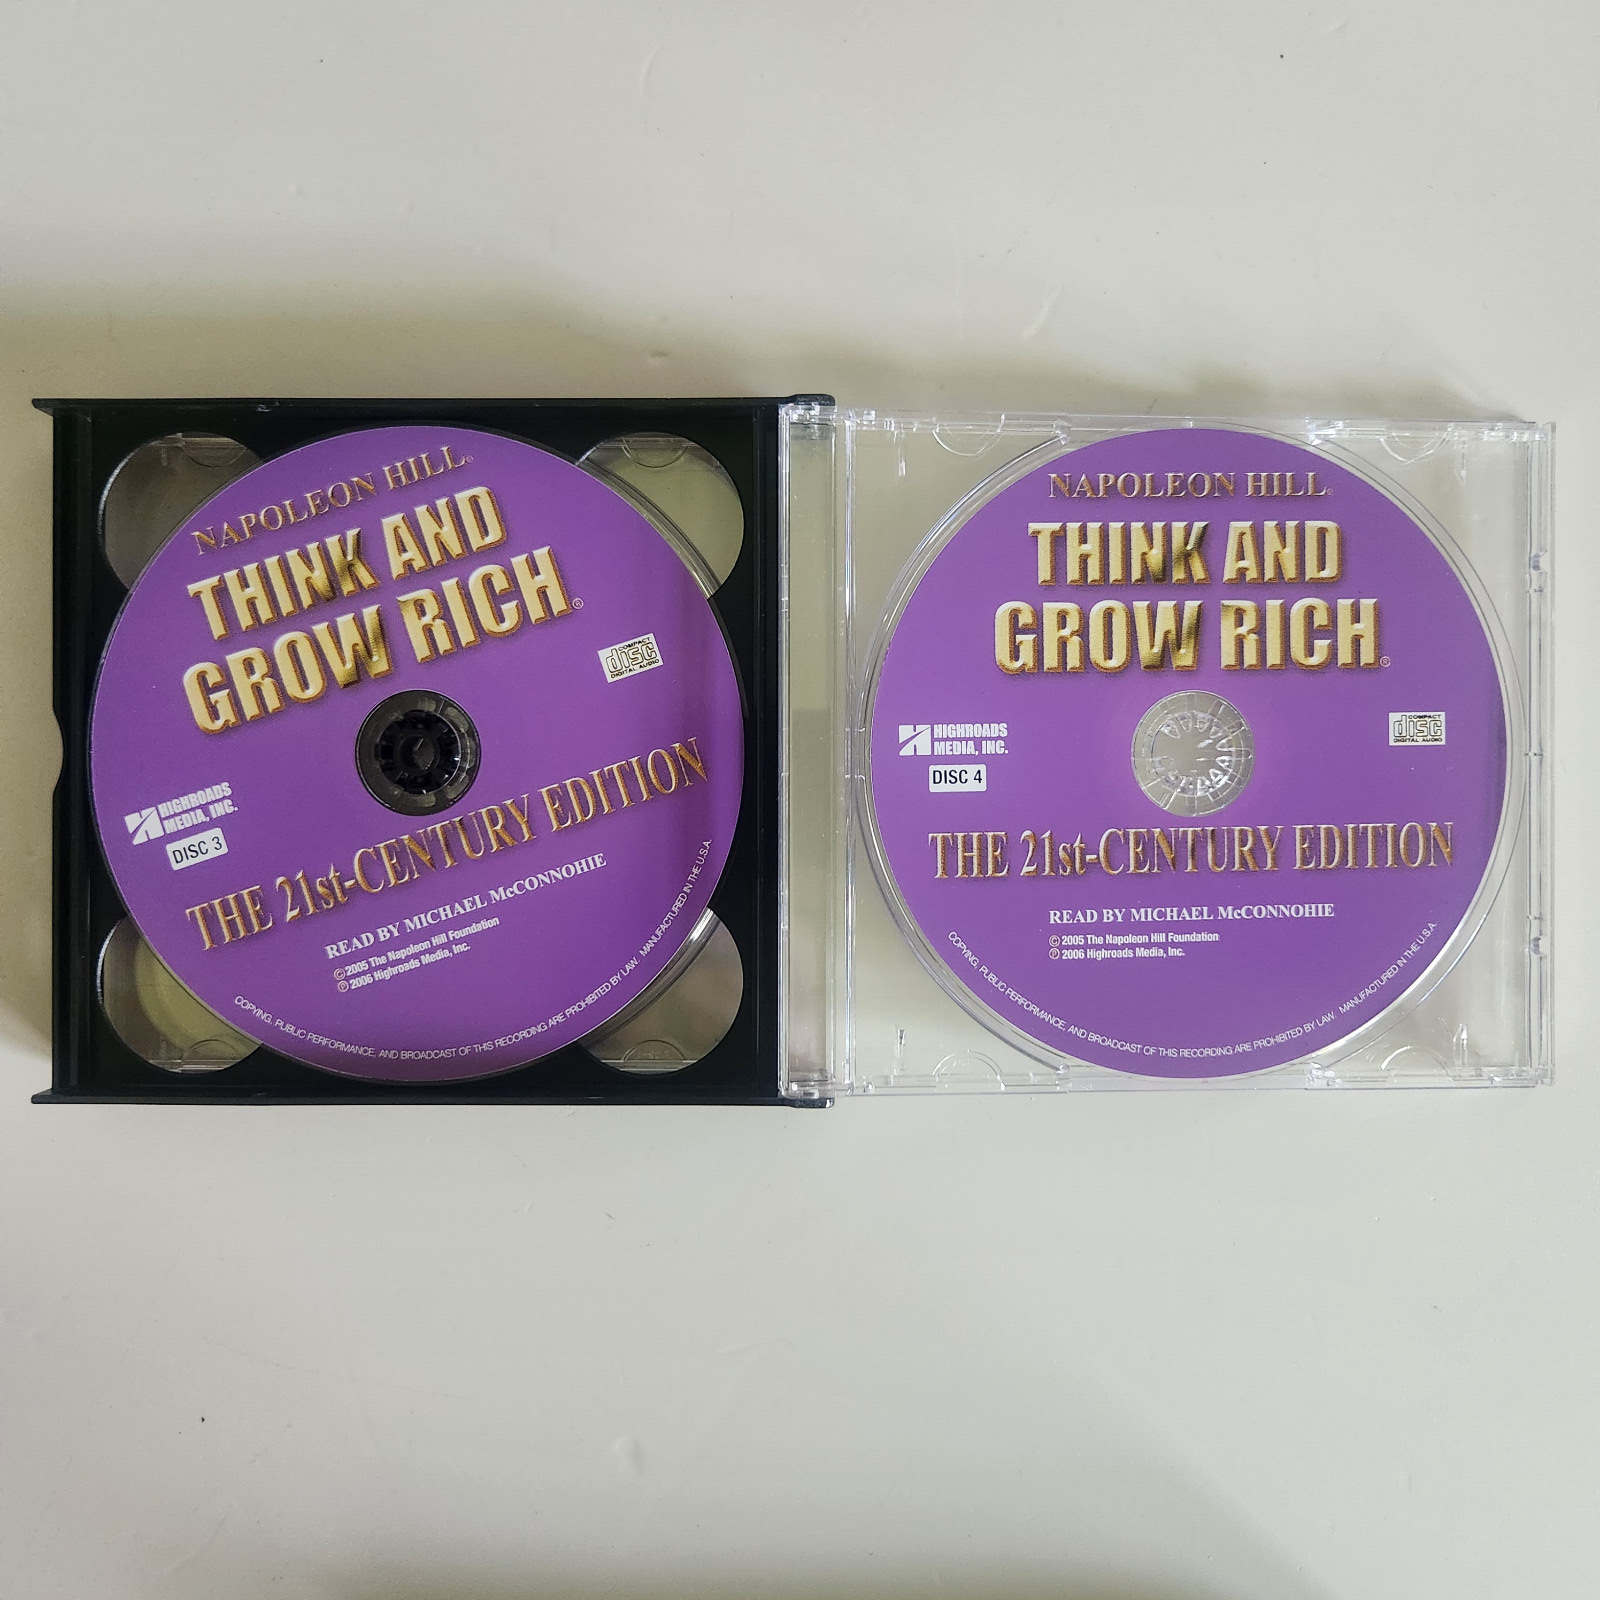 NAPOLEON HILL®
THINK AND
GROW RICH®
COMPACT
disc
DIGITAL AUDIO
HIGHROADS
MEDIA, INC.
DISC 3
THE 21st-CENTURY EDITION
READ BY MICHAEL McCONNOHIE
© 2005 The Napoleon Hill Foundation
℗ 2006 Highroads Media, Inc.
COPYING, PUBLIC PERFORMANCE, AND BROADCAST OF THIS RECORDING ARE PROHIBITED BY LAW. MANUFACTURED IN THE U.S.A.
NAPOLEON HILL®
THINK AND
GROW RICH®
HIGHROADS
MEDIA, INC.
COMPACT
disc
DIGITAL AUDIO
DISC 4
THE 21st-CENTURY EDITION
READ BY MICHAEL McCONNOHIE
© 2005 The Napoleon Hill Foundation
℗ 2006 Highroads Media, Inc.
COPYING, PUBLIC PERFORMANCE, AND BROADCAST OF THIS RECORDING ARE PROHIBITED BY LAW. MANUFACTURED IN THE U.S.A.